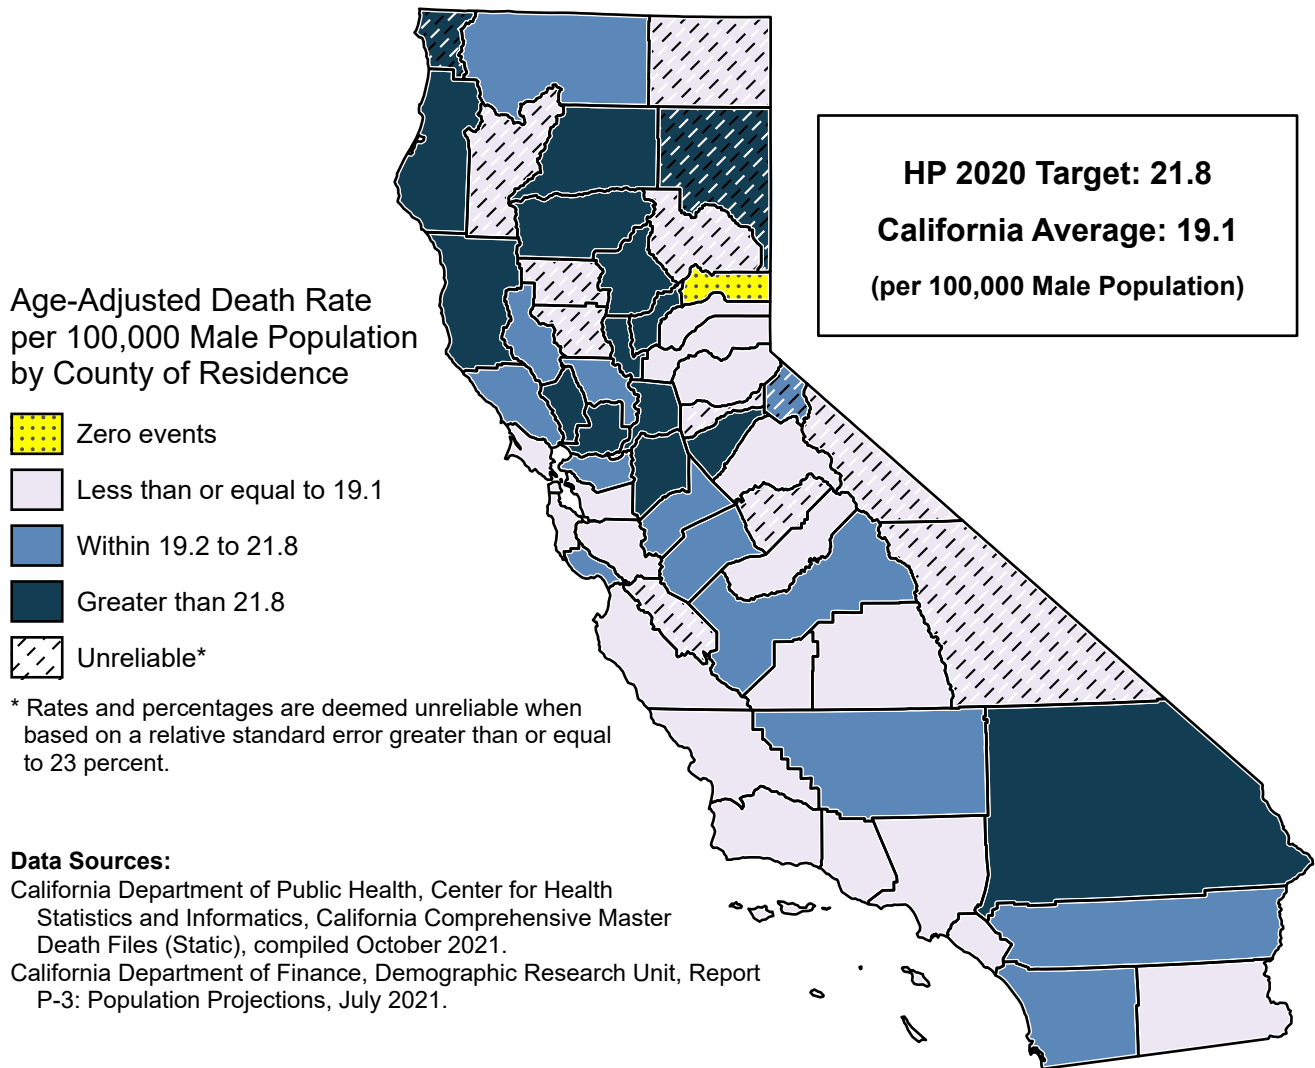 HP 2020 Target: 21.8
California Average: 19.1
(per 100,000 Male Population)
Age-Adjusted Death Rate
per 100,000 Male Population
by County of Residence
Zero events
Less than or equal to 19.1
Within 19.2 to 21.8
Greater than 21.8
Unreliable*
* Rates and percentages are deemed unreliable when
based on a relative standard error greater than or equal
to 23 percent.
Data Sources:
California Department of Public Health, Center for Health
Statistics and Informatics, California Comprehensive Master
Death Files (Static), compiled October 2021.
California Department of Finance, Demographic Research Unit, Report
P-3: Population Projections, July 2021.